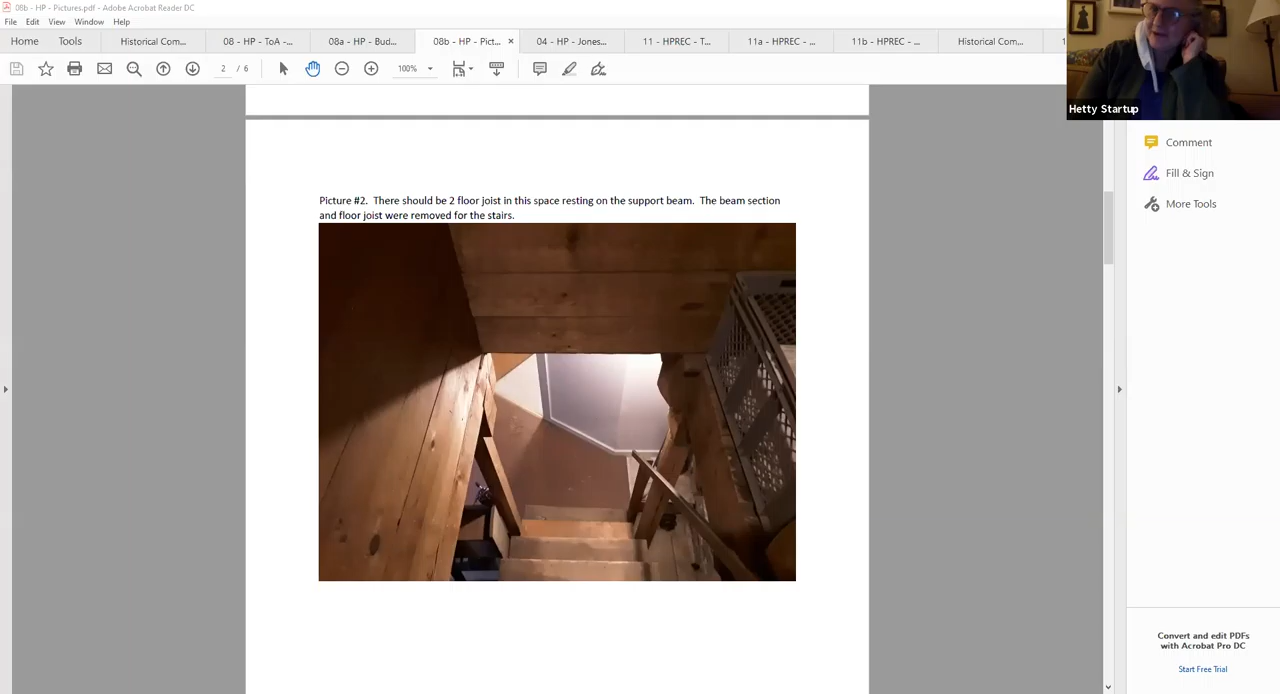 08b - HP - Pictures.pdf - Adobe Acrobat Reader DC
File Edit View Window Help
Home Tools Historical Com... 08 - HP - ToA -... 08a - HP - Bud... 08b - HP - Pict... × 04 - HP - Jones... 11 - HPREC - T... 11a - HPREC - ... 11b - HPREC - ... Historical Com... 1
2 / 6 100%
Hetty Startup
Comment
Fill & Sign
More Tools
Picture #2. There should be 2 floor joist in this space resting on the support beam. The beam section
and floor joist were removed for the stairs.
Convert and edit PDFs
with Acrobat Pro DC
Start Free Trial